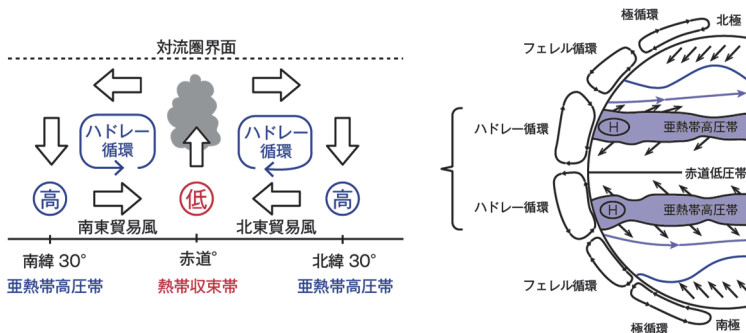 対流圏界面
ハドレー
循環
ハドレー
循環
高
低
高
南東貿易風
北東貿易風
南緯 30°
赤道°
北緯 30°
亜熱帯高圧帯
熱帯収束帯
亜熱帯高圧帯
極循環
北極
フェレル循環
ハドレー循環
H
亜熱帯高圧帯
赤道低圧帯
ハドレー循環
H
亜熱帯高圧帯
フェレル循環
極循環
南極